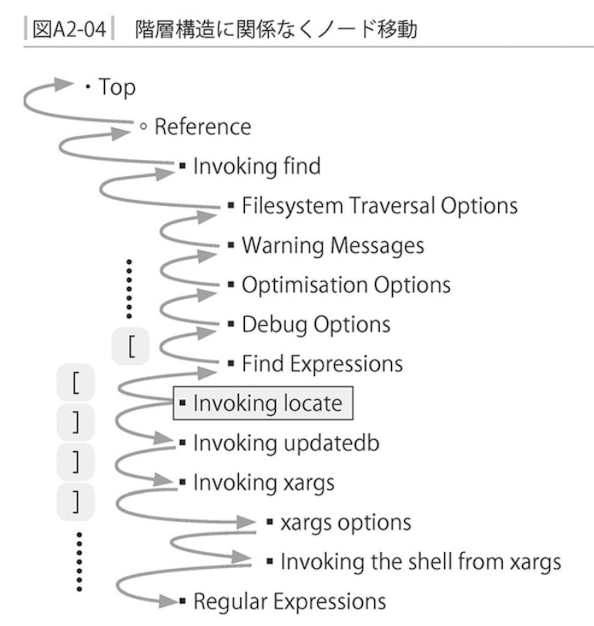 図A2-04 階層構造に関係なくノード移動
・Top
◦ Reference
▪ Invoking find
▪ Filesystem Traversal Options
▪ Warning Messages
▪ Optimisation Options
▪ Debug Options
[
▪ Find Expressions
[
▪ Invoking locate
]
▪ Invoking updatedb
]
▪ Invoking xargs
]
▪ xargs options
▪ Invoking the shell from xargs
▪ Regular Expressions